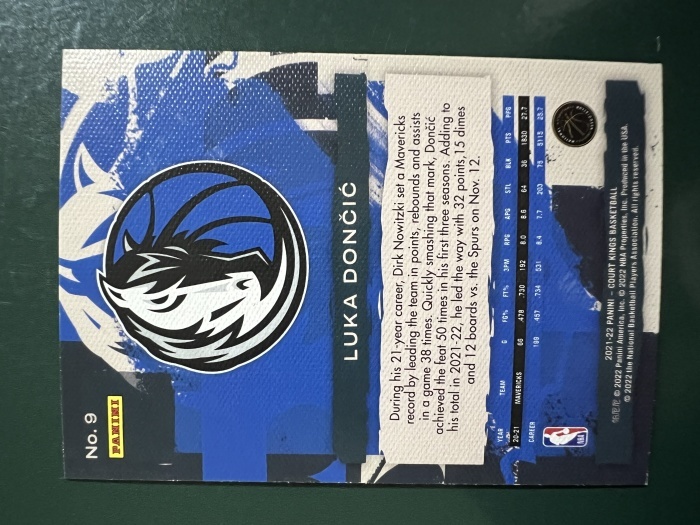 No. 9
PANINI
LUKA DONČIĆ
During his 21-year career, Dirk Nowitzki set a Mavericks
record by leading the team in points, rebounds and assists
in a game 38 times. Quickly smashing that mark, Dončić
achieved the feat 50 times in his first three seasons. Adding to
his total in 2021-22, he led the way with 32 points, 15 dimes
and 12 boards vs. the Spurs on Nov. 12.
YEAR TEAM G FG% FT% 3PM RPG APG STL BLK PTS PPG
20-21 MAVERICKS 66 .478 .730 192 8.0 8.6 64 36 1830 27.7
CAREER 199 .457 .734 531 8.4 7.7 203 75 5115 25.7
NBA
2021-22 PANINI – COURT KINGS BASKETBALL
© 2022 Panini America, Inc. © 2022 NBA Properties, Inc. Produced in the USA.
© 2022 the National Basketball Players Association. All rights reserved.